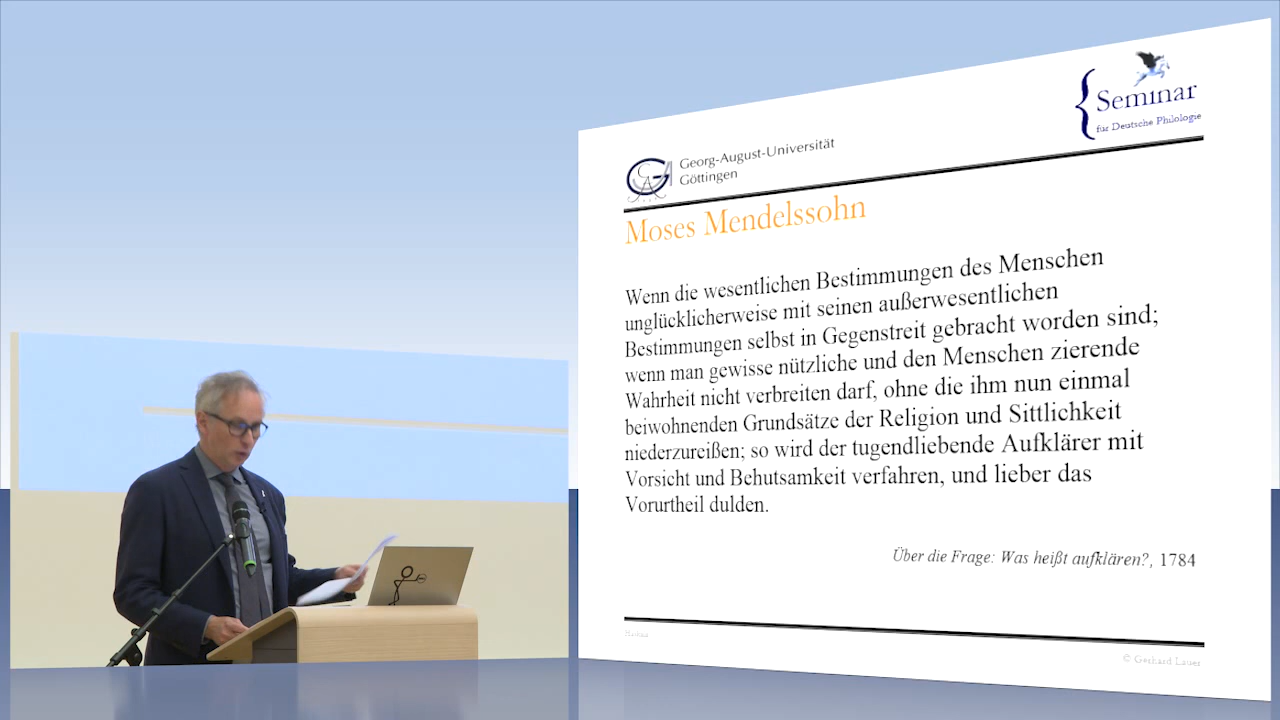 Seminar
für Deutsche Philologie
Georg-August-Universität
Göttingen
Moses Mendelssohn
Wenn die wesentlichen Bestimmungen des Menschen
unglücklicherweise mit seinen außerwesentlichen
Bestimmungen selbst in Gegenstreit gebracht worden sind;
wenn man gewisse nützliche und den Menschen zierende
Wahrheit nicht verbreiten darf, ohne die ihm nun einmal
beiwohnenden Grundsätze der Religion und Sittlichkeit
niederzureißen; so wird der tugendliebende Aufklärer mit
Vorsicht und Behutsamkeit verfahren, und lieber das
Vorurtheil dulden.
Über die Frage: Was heißt aufklären?, 1784
© Gerhard Lauer